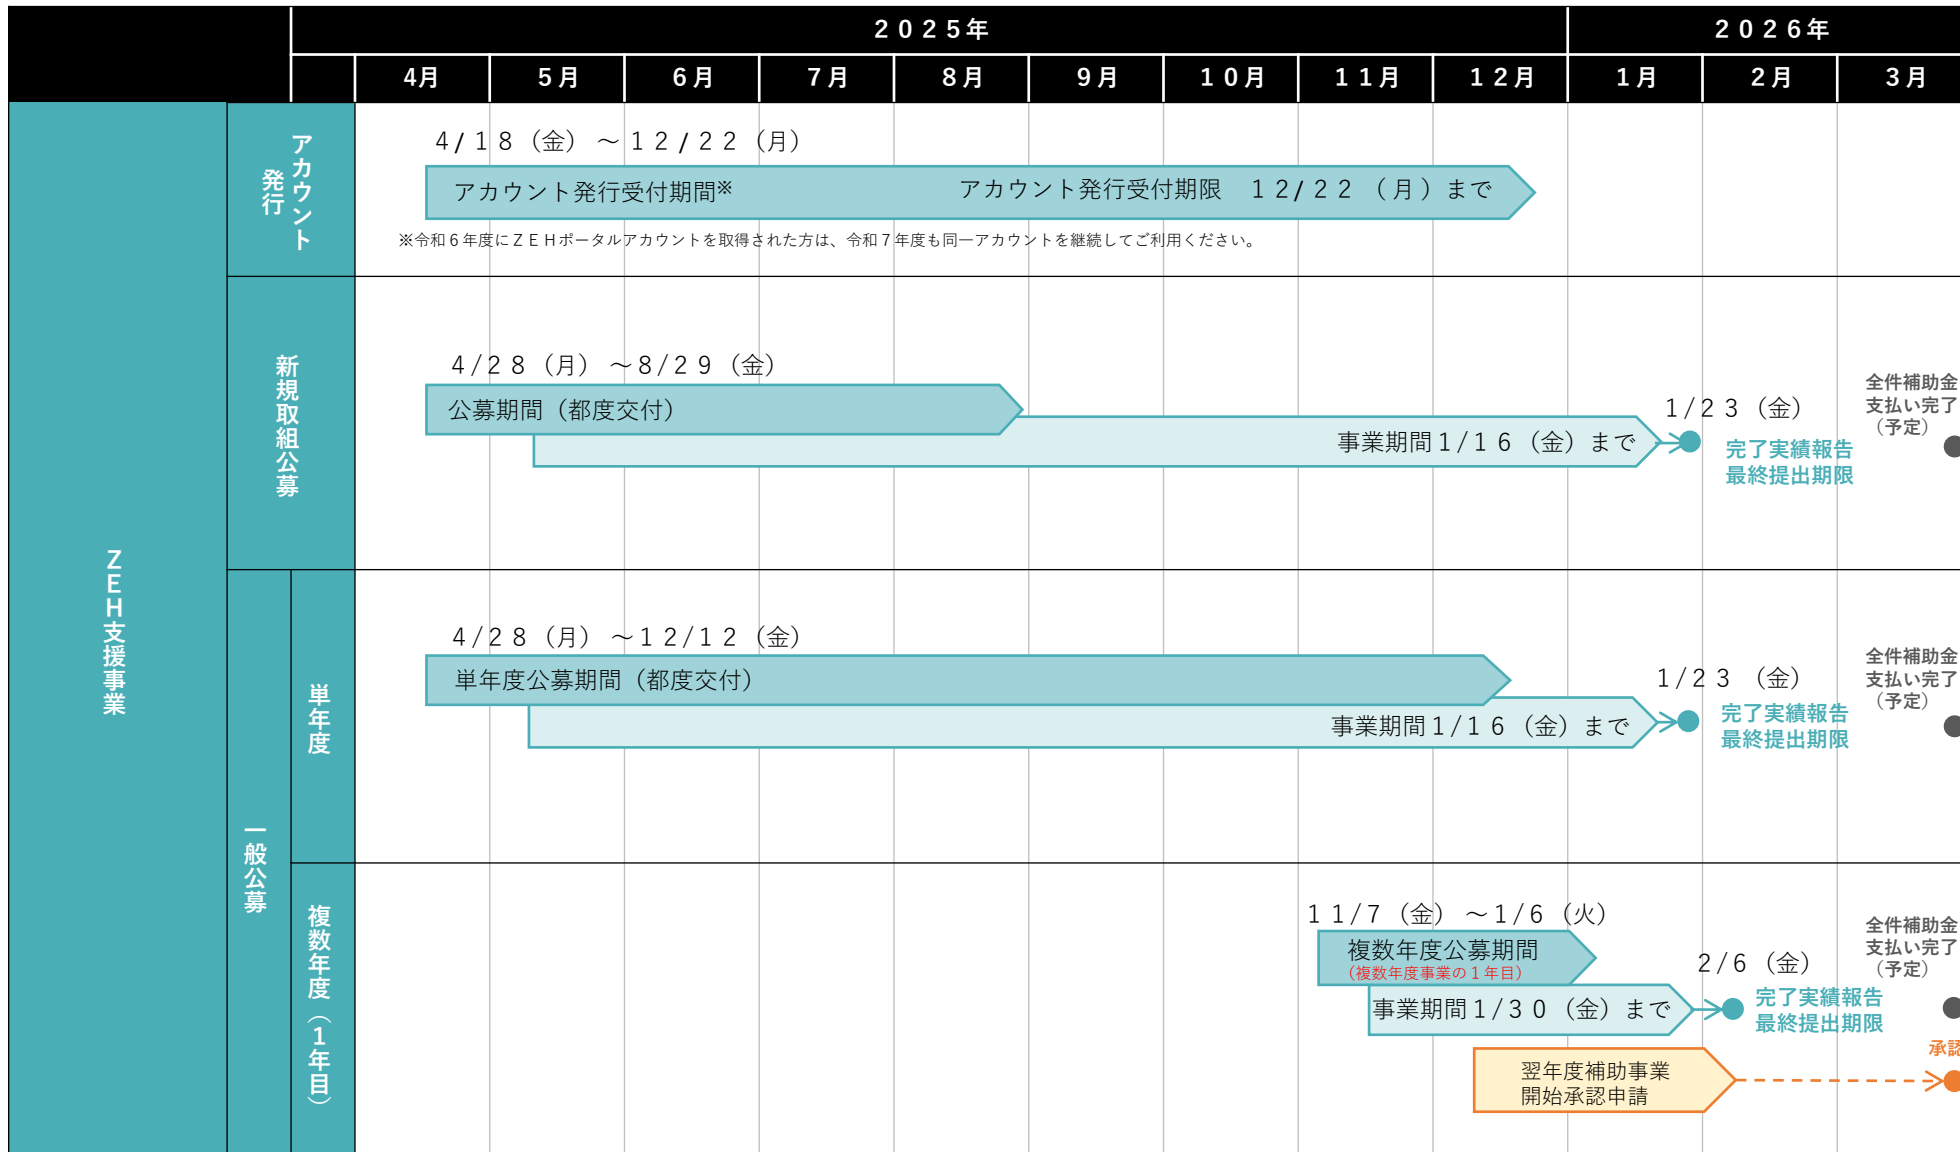 ２０２５年
２０２６年
4月
５月
６月
７月
８月
９月
１０月
１１月
１２月
１月
２月
３月
ＺＥＨ支援事業
アカウント
発行
4/１８（金）～１２/２２（月）
アカウント発行受付期間※
アカウント発行受付期限　１２/２２（月）まで
※令和６年度にＺＥＨポータルアカウントを取得された方は、令和７年度も同一アカウントを継続してご利用ください。
新規取組公募
４/２８（月）～８/２９（金）
公募期間（都度交付）
事業期間１/１６（金）まで
１/２３（金）
完了実績報告
最終提出期限
全件補助金
支払い完了
（予定）
一般公募
単年度
４/２８（月）～１２/１２（金）
単年度公募期間（都度交付）
事業期間１/１６（金）まで
１/２３（金）
完了実績報告
最終提出期限
全件補助金
支払い完了
（予定）
複数年度（１年目）
１１/７（金）～１/６（火）
複数年度公募期間
（複数年度事業の１年目）
事業期間１/３０（金）まで
２/６（金）
完了実績報告
最終提出期限
全件補助金
支払い完了
（予定）
翌年度補助事業
開始承認申請
承認